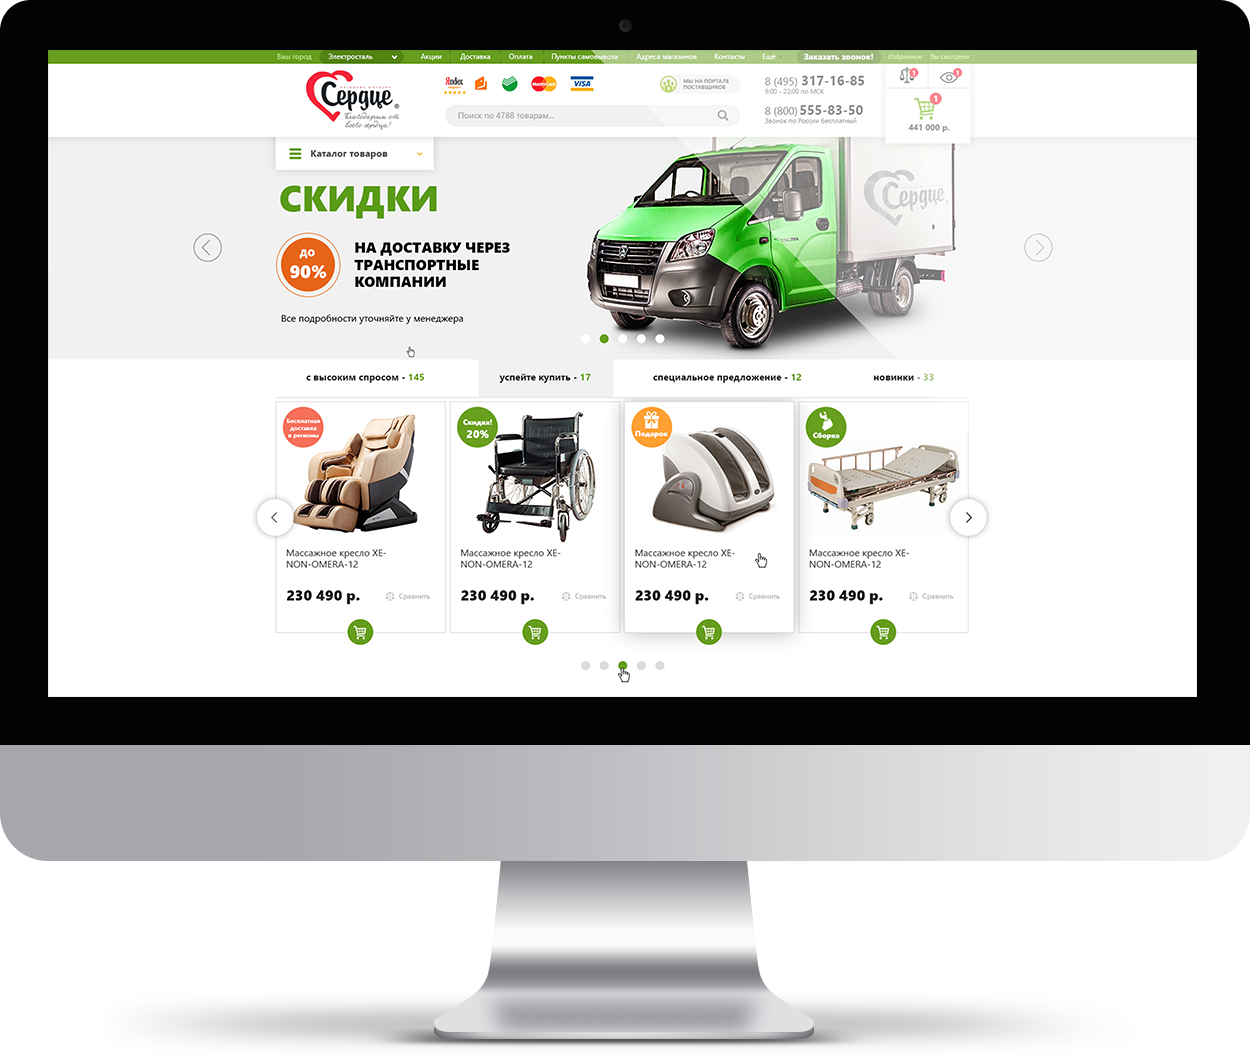 Ваш город Электросталь Акции Доставка Оплата Пункты самовывоза Адреса магазинов Контакты Ещё Заказать звонок! Избранное Вы смотрели
Сердце
благодарим от
всего сердца!
Yandex
MasterCard
VISA
МЫ НА ПОРТАЛЕ
ПОСТАВЩИКОВ
8 (495) 317-16-85
9:00 - 22:00 по МСК
8 (800) 555-83-50
Звонок по России бесплатный
Поиск по 4788 товарам...
1
1
1
441 000 р.
Каталог товаров
СКИДКИ
ДО
90%
НА ДОСТАВКУ ЧЕРЕЗ
ТРАНСПОРТНЫЕ
КОМПАНИИ
Все подробности уточняйте у менеджера
Сердце
с высоким спросом - 145
успейте купить - 17
специальное предложение - 12
новинки - 33
Бесплатная
доставка
в регионы
Массажное кресло XE-
NON-OMERA-12
230 490 р.
Сравнить
Скидка!
20%
Массажное кресло XE-
NON-OMERA-12
230 490 р.
Сравнить
Подарок
Массажное кресло XE-
NON-OMERA-12
230 490 р.
Сравнить
Сборка
Массажное кресло XE-
NON-OMERA-12
230 490 р.
Сравнить